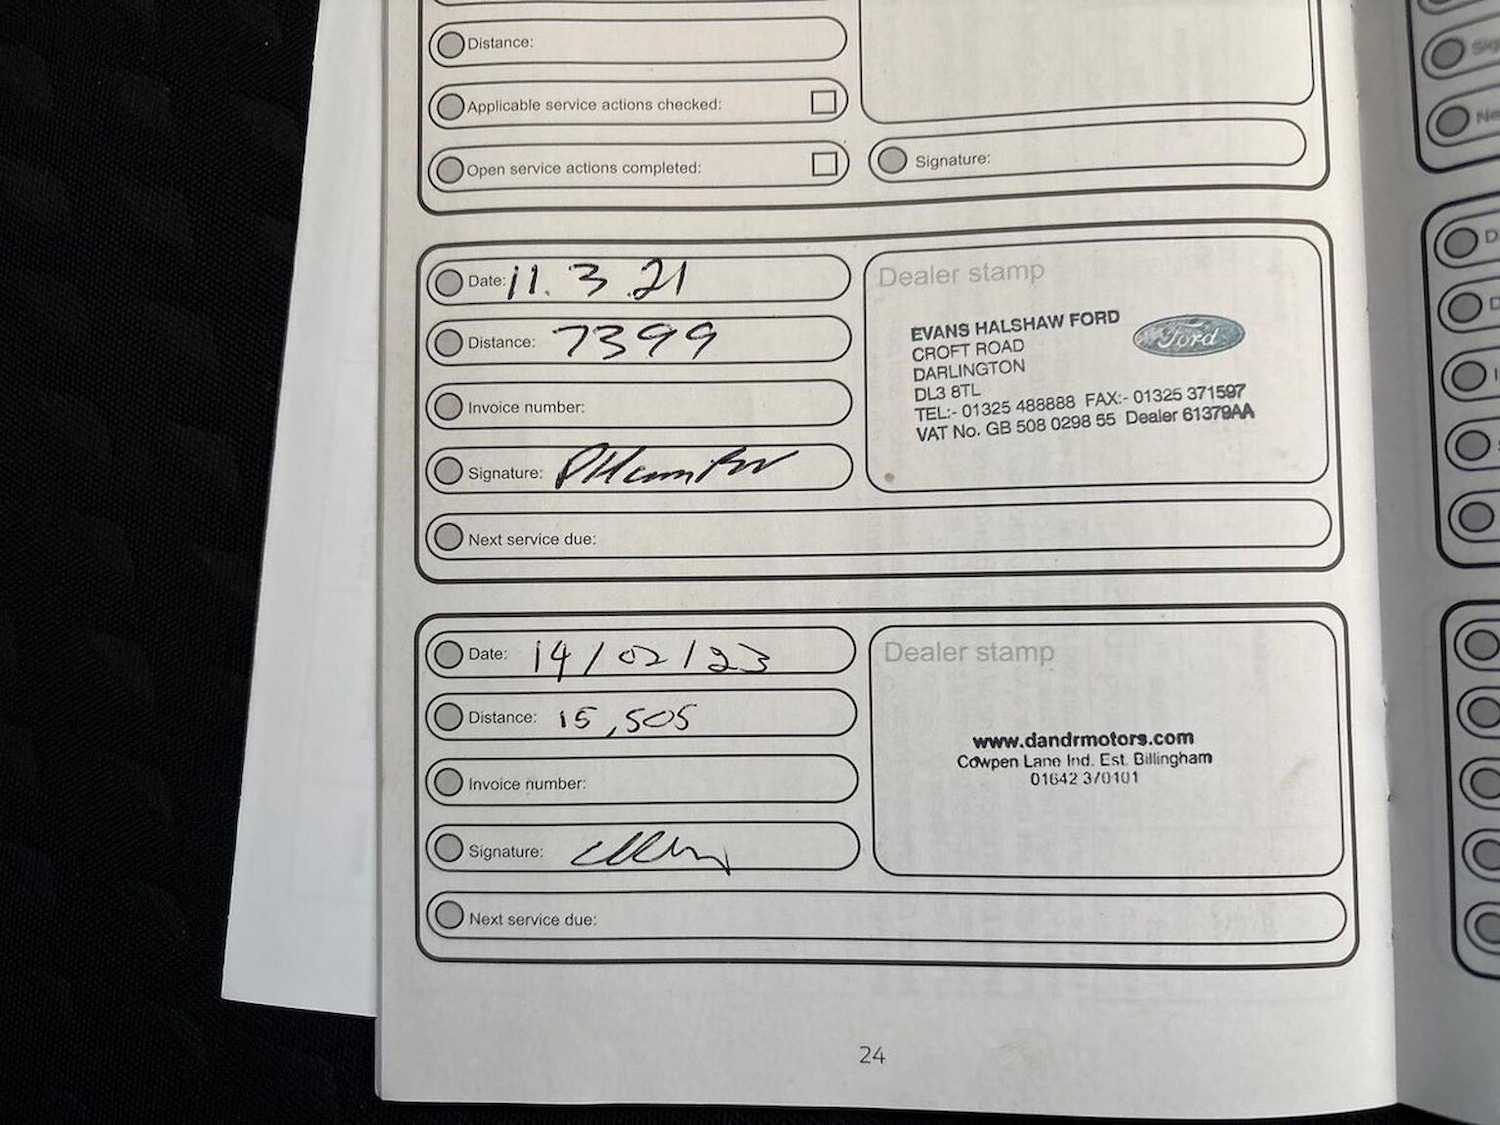 Distance:
Applicable service actions checked:
Open service actions completed:
Signature:
Date: 11.3.21
Distance: 7399
Invoice number:
Signature:
Next service due:
Dealer stamp
EVANS HALSHAW FORD
Ford
CROFT ROAD
DARLINGTON
DL3 8TL
TEL:- 01325 488888 FAX:- 01325 371597
VAT No. GB 508 0298 55 Dealer 61379AA
Date: 14/02/23
Distance: 15,505
Invoice number:
Signature:
Next service due:
Dealer stamp
www.dandrmotors.com
Cowpen Lane Ind. Est. Billingham
01642 370101
24